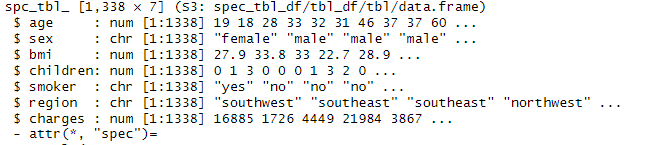 spc_tbl_ [1,338 × 7] (S3: spec_tbl_df/tbl_df/tbl/data.frame)
$ age     : num [1:1338] 19 18 28 33 32 31 46 37 37 60 ...
$ sex     : chr [1:1338] "female" "male" "male" "male" ...
$ bmi     : num [1:1338] 27.9 33.8 33 22.7 28.9 ...
$ children: num [1:1338] 0 1 3 0 0 0 1 3 2 0 ...
$ smoker  : chr [1:1338] "yes" "no" "no" "no" ...
$ region  : chr [1:1338] "southwest" "southeast" "southeast" "northwest" ...
$ charges : num [1:1338] 16885 1726 4449 21984 3867 ...
- attr(*, "spec")=